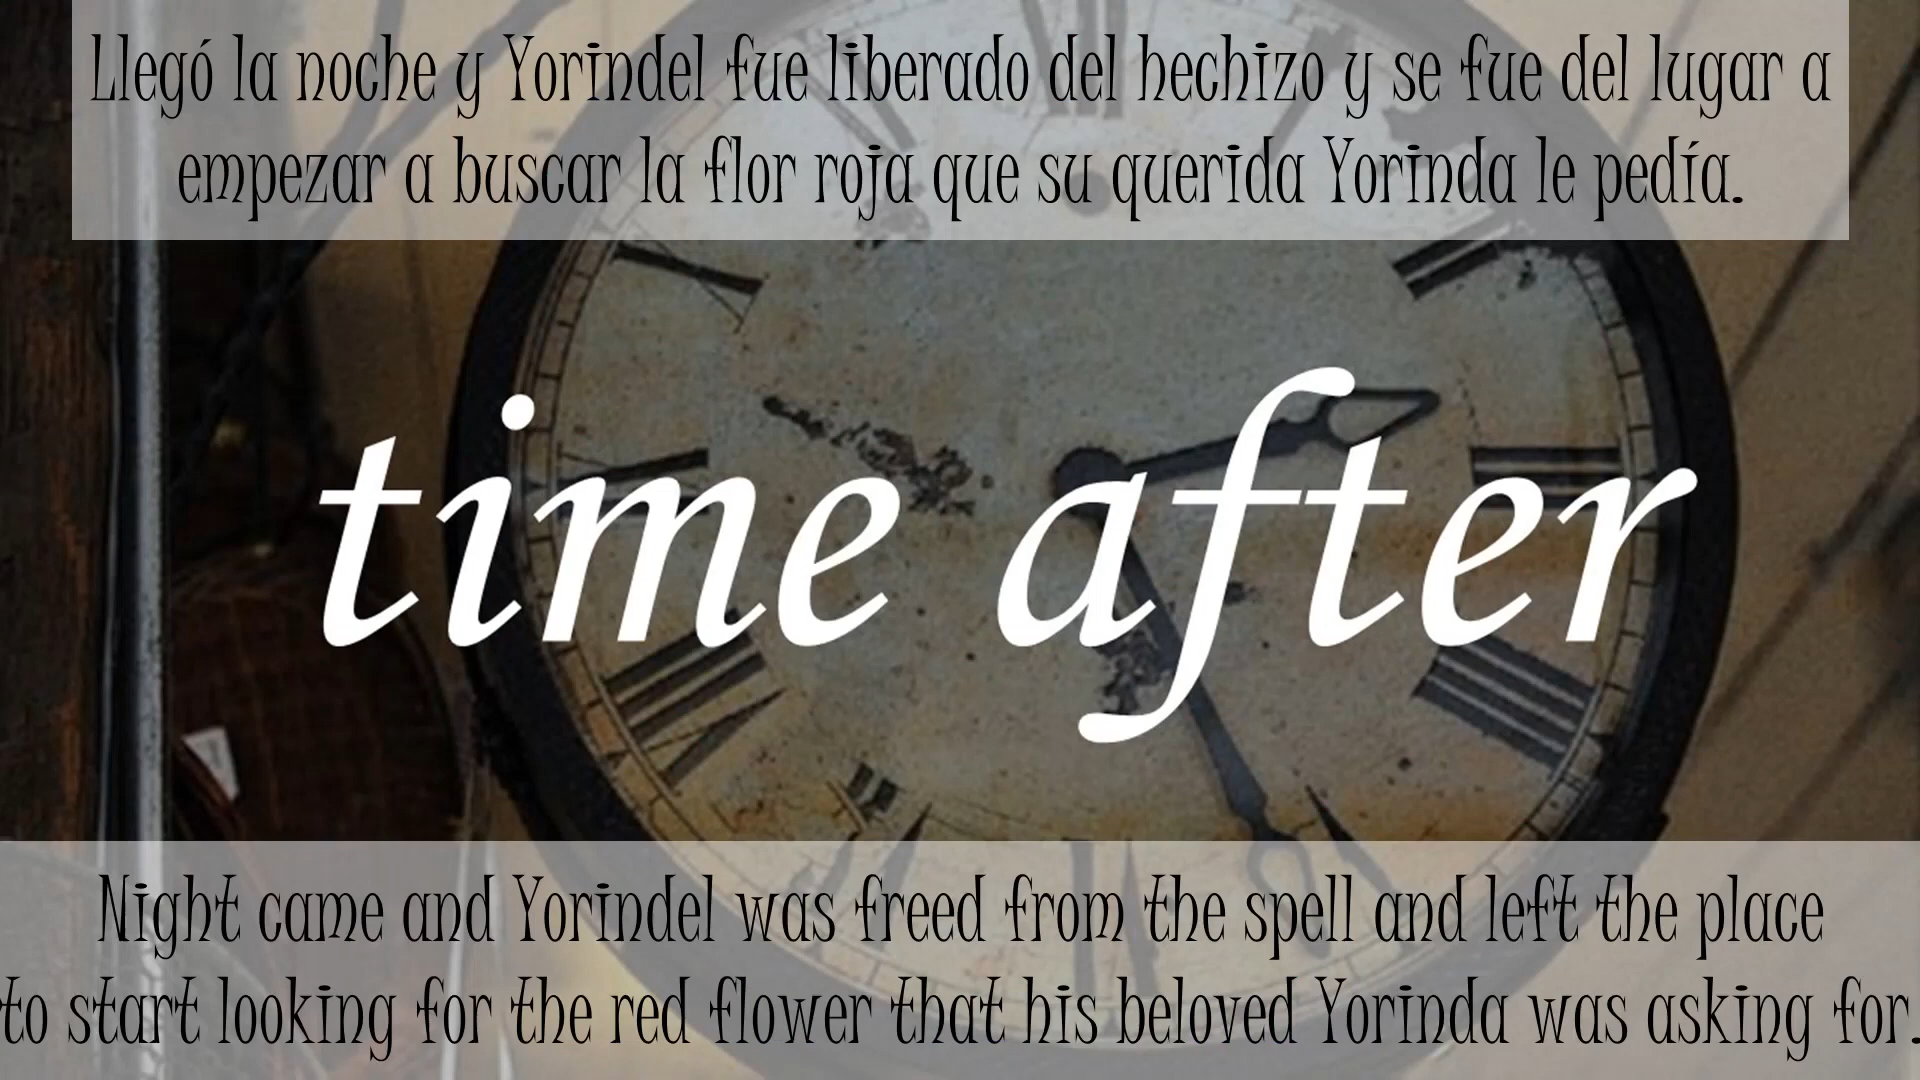 Llegó la noche y Yorindel fue liberado del hechizo y se fue del lugar a
empezar a buscar la flor roja que su querida Yorinda le pedía.
time after
Night came and Yorindel was freed from the spell and left the place
to start looking for the red flower that his beloved Yorinda was asking for.